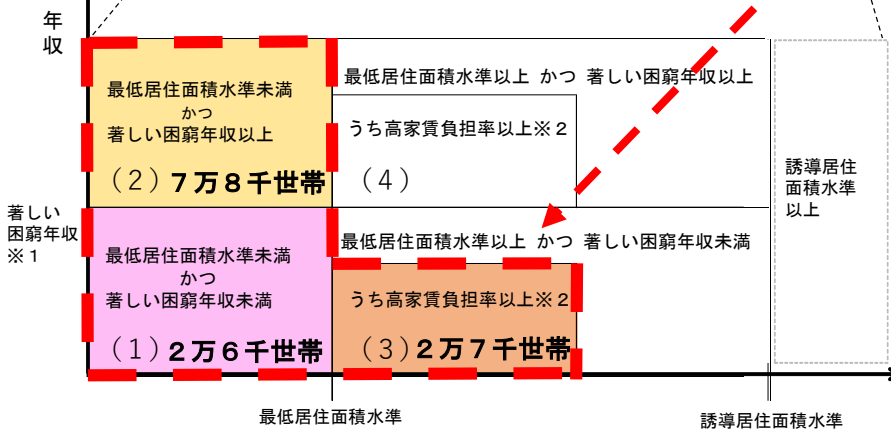 年
収
最低居住面積水準未満
かつ
著しい困窮年収以上
（２）７万８千世帯
最低居住面積水準以上 かつ 著しい困窮年収以上
うち高家賃負担率以上※２
（４）
誘導居住
面積水準
以上
著しい
困窮年収
※１
最低居住面積水準未満
かつ
著しい困窮年収未満
（１）２万６千世帯
最低居住面積水準以上 かつ 著しい困窮年収未満
うち高家賃負担率以上※２
（３）２万７千世帯
最低居住面積水準
誘導居住面積水準